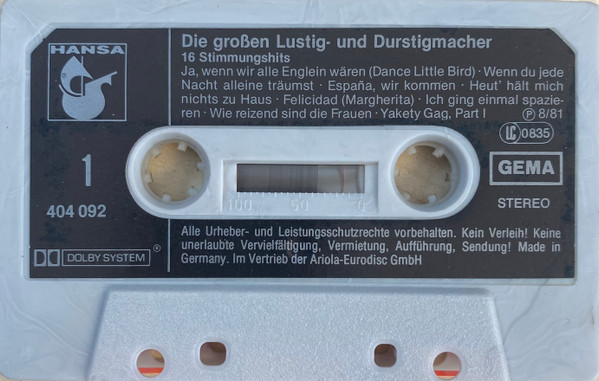 HANSA
Die großen Lustig- und Durstigmacher
16 Stimmungshits
Ja, wenn wir alle Englein wären (Dance Little Bird) · Wenn du jede
Nacht alleine träumst · España, wir kommen · Heut' hält mich
nichts zu Haus · Felicidad (Margherita) · Ich ging einmal spazie-
ren · Wie reizend sind die Frauen · Yakety Gag, Part I Ⓟ 8/81
LC 0835
1
GEMA
100 50 0
404 092
STEREO
Alle Urheber- und Leistungsschutzrechte vorbehalten. Kein Verleih! Keine
unerlaubte Vervielfältigung, Vermietung, Aufführung, Sendung! Made in
Germany. Im Vertrieb der Ariola-Eurodisc GmbH
DOLBY SYSTEM